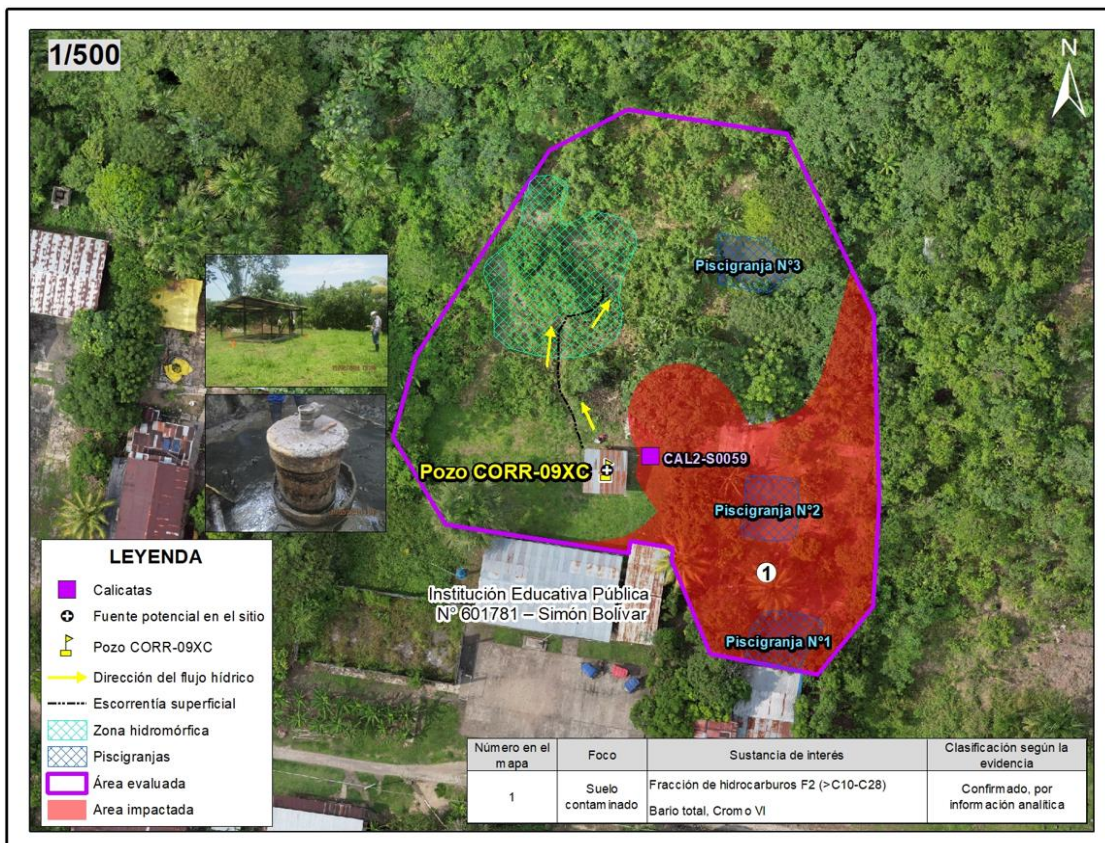 1/500
N
Piscigranja N°3
CAL2-S0059
Pozo CORR-09XC
Piscigranja N°2
1
Institución Educativa Pública
N° 601781 – Simón Bolívar
Piscigranja N°1
LEYENDA
Calicatas
Fuente potencial en el sitio
Pozo CORR-09XC
Dirección del flujo hídrico
Escorrentía superficial
Zona hidromórfica
Piscigranjas
Área evaluada
Area impactada
Número en el mapa Foco Sustancia de interés Clasificación según la evidencia
1 Suelo contaminado Fracción de hidrocarburos F2 (>C10-C28) Confirmado, por información analítica
Bario total, Cromo VI